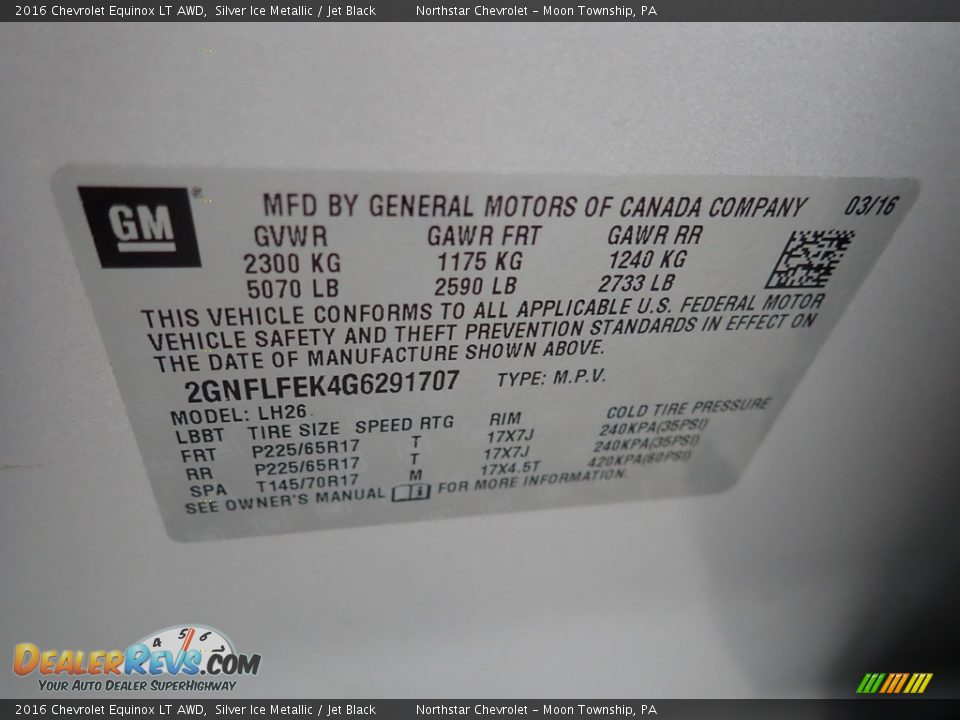 2016 Chevrolet Equinox LT AWD, Silver Ice Metallic / Jet Black Northstar Chevrolet - Moon Township, PA
GM®
MFD BY GENERAL MOTORS OF CANADA COMPANY 03/16
GVWR GAWR FRT GAWR RR
2300 KG 1175 KG 1240 KG
5070 LB 2590 LB 2733 LB
THIS VEHICLE CONFORMS TO ALL APPLICABLE U.S. FEDERAL MOTOR
VEHICLE SAFETY AND THEFT PREVENTION STANDARDS IN EFFECT ON
THE DATE OF MANUFACTURE SHOWN ABOVE.
2GNFLFEK4G6291707 TYPE: M.P.V.
MODEL: LH26
LBBT TIRE SIZE SPEED RTG RIM COLD TIRE PRESSURE
FRT P225/65R17 T 17X7J 240KPA(35PSI)
RR P225/65R17 T 17X7J 240KPA(35PSI)
SPA T145/70R17 M 17X4.5T 420KPA(60PSI)
SEE OWNER'S MANUAL FOR MORE INFORMATION.
4 5 6 7
DEALERREVS.COM
YOUR AUTO DEALER SUPERHIGHWAY
2016 Chevrolet Equinox LT AWD, Silver Ice Metallic / Jet Black Northstar Chevrolet - Moon Township, PA